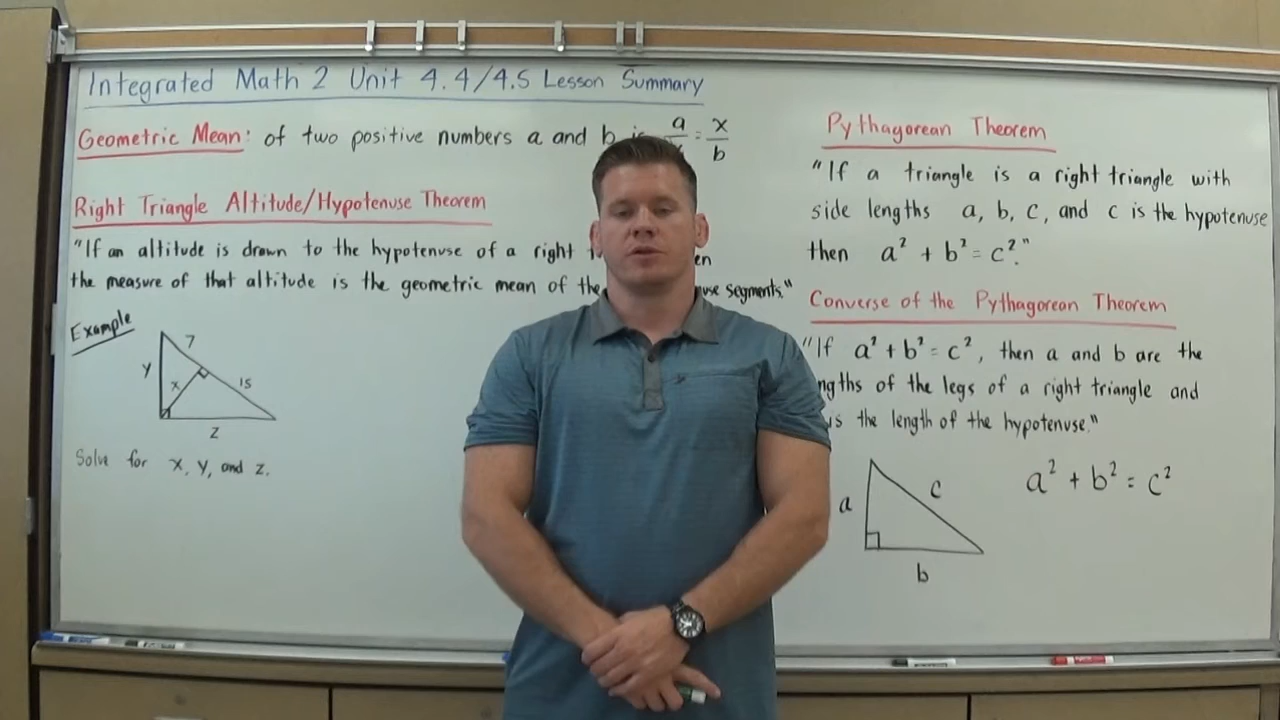 Integrated Math 2 Unit 4.4/4.5 Lesson Summary
Geometric Mean: of two positive numbers a and b is a = x/b
Right Triangle Altitude/Hypotenuse Theorem
"If an altitude is drawn to the hypotenuse of a right
the measure of that altitude is the geometric mean of the segments."
Example
7
y
x
15
z
Solve for x, y, and z.
Pythagorean Theorem
"If a triangle is a right triangle with
side lengths a, b, c, and c is the hypotenuse
then a² + b² = c²."
Converse of the Pythagorean Theorem
"If a² + b² = c², then a and b are the
of the legs of a right triangle and
is the length of the hypotenuse."
a
c
b
a² + b² = c²